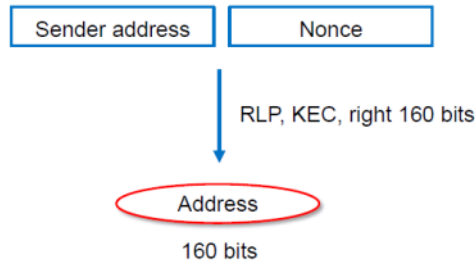 Sender address
Nonce
RLP, KEC, right 160 bits
Address
160 bits